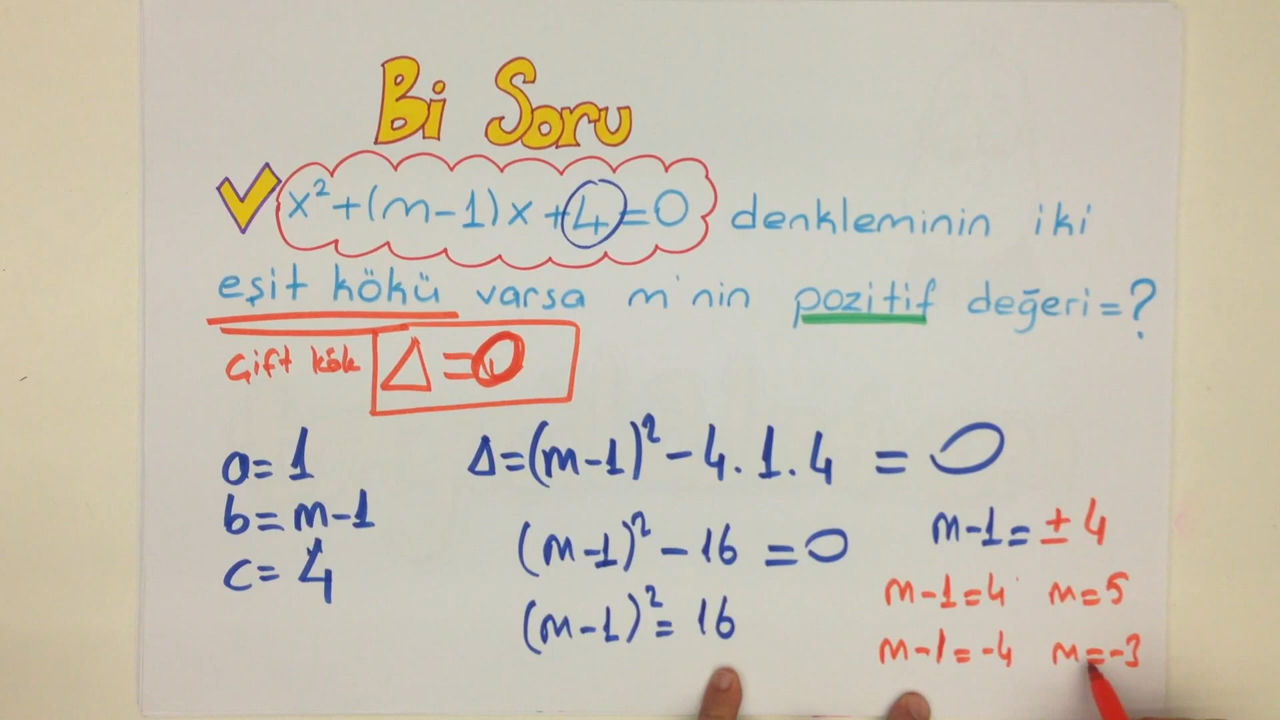 Bi Soru
x²+(m-1)x+4=0 denkleminin iki
eşit kökü varsa m'nin pozitif değeri=?
Çift kök Δ=0
a=1
b=m-1
c=4
Δ=(m-1)²-4.1.4=0
(m-1)²-16=0
(m-1)²=16
m-1=±4
m-1=4 m=5
m-1=-4 m=-3